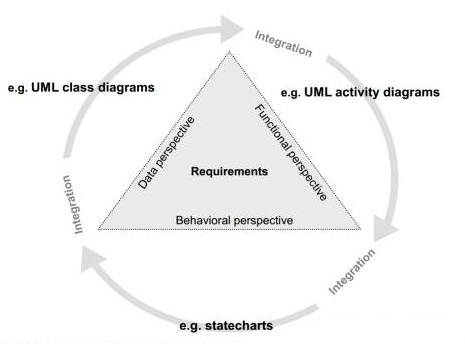 Integration
e.g. UML class diagrams
e.g. UML activity diagrams
Data perspective
Functional perspective
Requirements
Integration
Behavioral perspective
Integration
e.g. statecharts